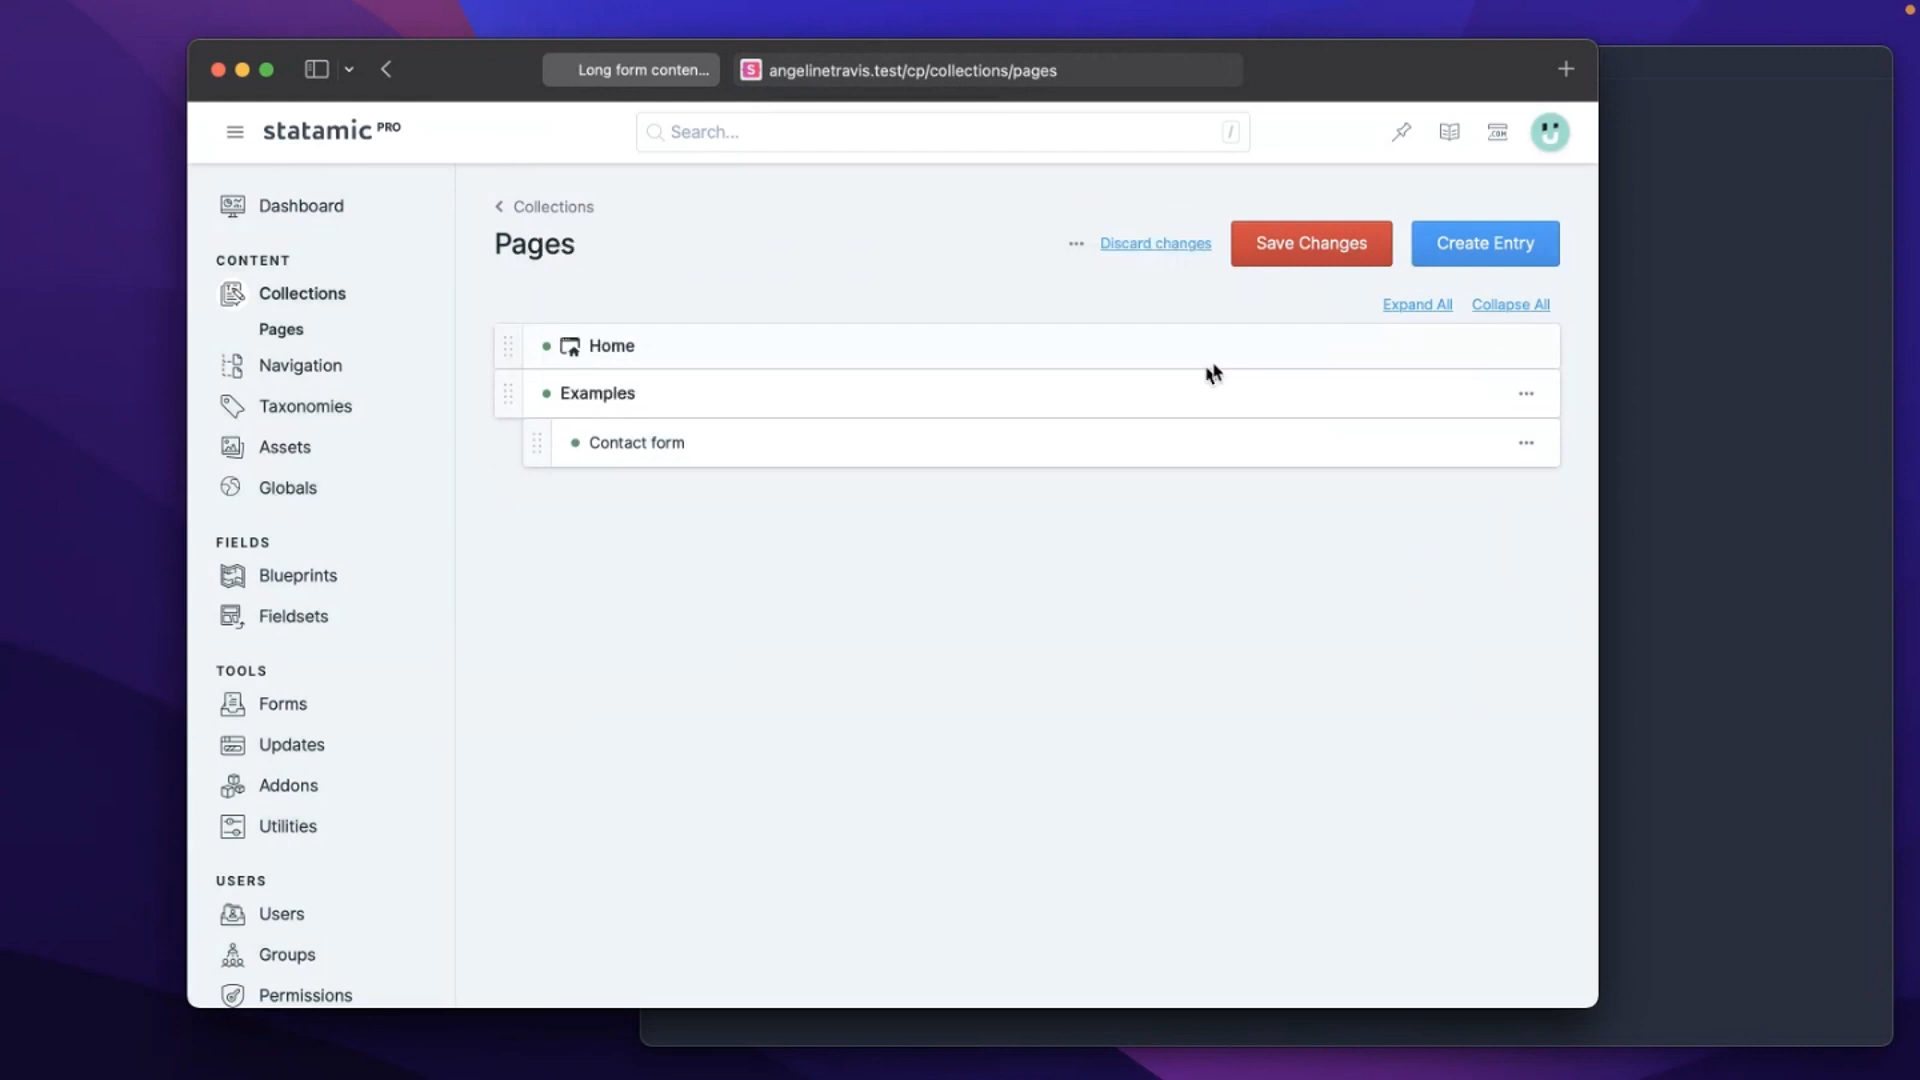 Long form conten...
S angelinetravis.test/cp/collections/pages
statamic PRO
Search...
/
.COM
Dashboard
CONTENT
Collections
Pages
Navigation
Taxonomies
Assets
Globals
FIELDS
Blueprints
Fieldsets
TOOLS
Forms
Updates
Addons
Utilities
USERS
Users
Groups
Permissions
Collections
Pages
Discard changes
Save Changes
Create Entry
Expand All
Collapse All
Home
Examples
Contact form